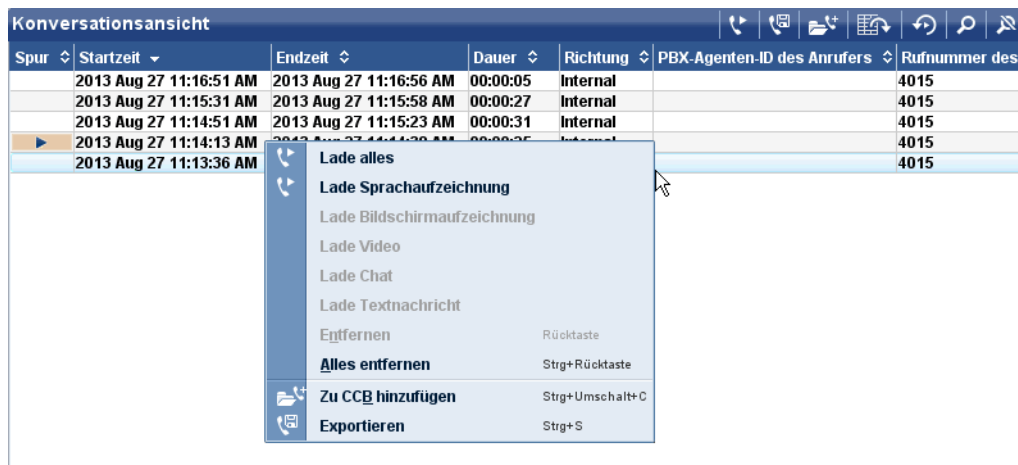 Konversationsansicht
Spur Startzeit Endzeit Dauer Richtung PBX-Agenten-ID des Anrufers Rufnummer des
2013 Aug 27 11:16:51 AM 2013 Aug 27 11:16:56 AM 00:00:05 Internal 4015
2013 Aug 27 11:15:31 AM 2013 Aug 27 11:15:58 AM 00:00:27 Internal 4015
2013 Aug 27 11:14:51 AM 2013 Aug 27 11:15:23 AM 00:00:31 Internal 4015
2013 Aug 27 11:14:13 AM 4015
2013 Aug 27 11:13:36 AM 4015
Lade alles
Lade Sprachaufzeichnung
Lade Bildschirmaufzeichnung
Lade Video
Lade Chat
Lade Textnachricht
Entfernen Rücktaste
Alles entfernen Strg+Rücktaste
Zu CCB hinzufügen Strg+Umschalt+C
Exportieren Strg+S